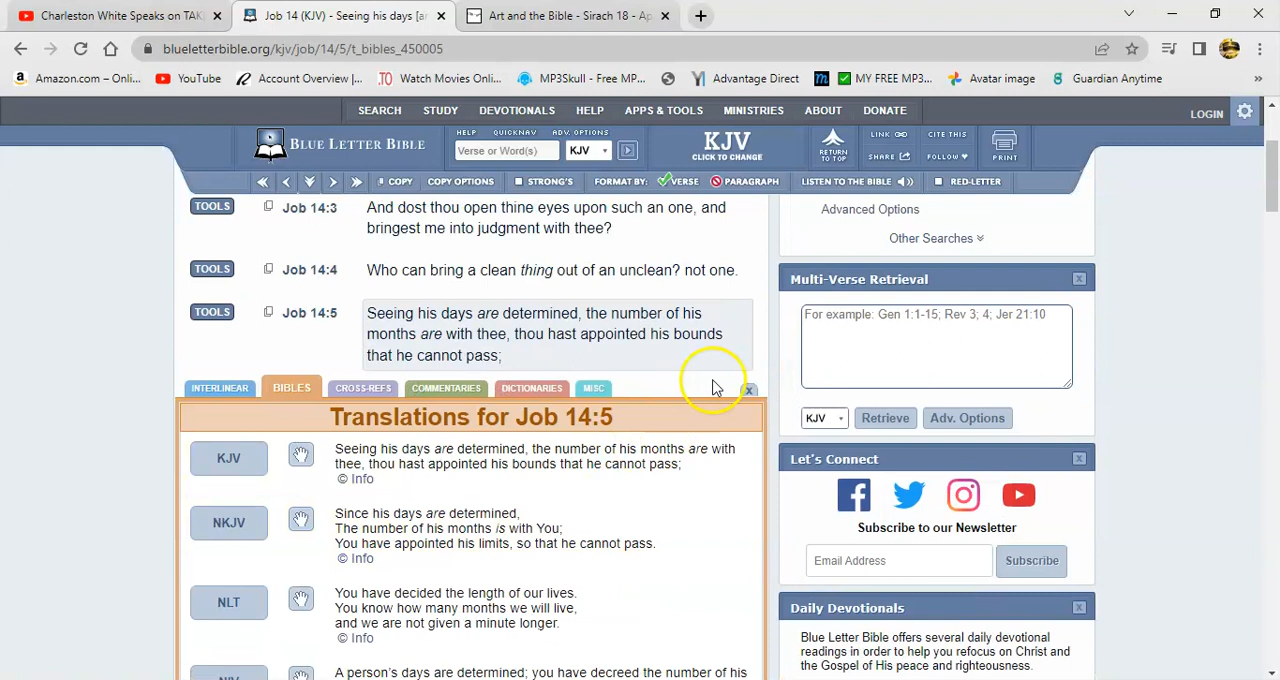 Charleston White Speaks on TAK
Job 14 (KJV) - Seeing his days [a
Art and the Bible - Sirach 18 - Ap
blueletterbible.org/kjv/job/14/5/t_bibles_450005
Amazon.com – Onli...
YouTube
Account Overview |...
Watch Movies Onli...
MP3Skull - Free MP...
Advantage Direct
MY FREE MP3...
Avatar image
Guardian Anytime
»
SEARCH STUDY DEVOTIONALS HELP APPS & TOOLS MINISTRIES ABOUT DONATE
LOGIN
BLUE LETTER BIBLE
HELP QUICKNAV ADV. OPTIONS
Verse or Word(s)
KJV
KJV
CLICK TO CHANGE
RETURN
TO TOP
LINK
SHARE
CITE THIS
FOLLOW
PRINT
COPY COPY OPTIONS STRONG'S FORMAT BY: VERSE PARAGRAPH LISTEN TO THE BIBLE RED-LETTER
TOOLS Job 14:3 And dost thou open thine eyes upon such an one, and
bringest me into judgment with thee?
TOOLS Job 14:4 Who can bring a clean thing out of an unclean? not one.
TOOLS Job 14:5 Seeing his days are determined, the number of his
months are with thee, thou hast appointed his bounds
that he cannot pass;
INTERLINEAR BIBLES CROSS-REFS COMMENTARIES DICTIONARIES MISC x
Translations for Job 14:5
KJV
Seeing his days are determined, the number of his months are with
thee, thou hast appointed his bounds that he cannot pass;
© Info
NKJV
Since his days are determined,
The number of his months is with You;
You have appointed his limits, so that he cannot pass.
© Info
NLT
You have decided the length of our lives.
You know how many months we will live,
and we are not given a minute longer.
© Info
NIV
A person's days are determined; you have decreed the number of his
Advanced Options
Other Searches
Multi-Verse Retrieval x
For example: Gen 1:1-15; Rev 3; 4; Jer 21:10
KJV Retrieve Adv. Options
Let's Connect x
Subscribe to our Newsletter
Email Address Subscribe
Daily Devotionals x
Blue Letter Bible offers several daily devotional
readings in order to help you refocus on Christ and
the Gospel of His peace and righteousness.